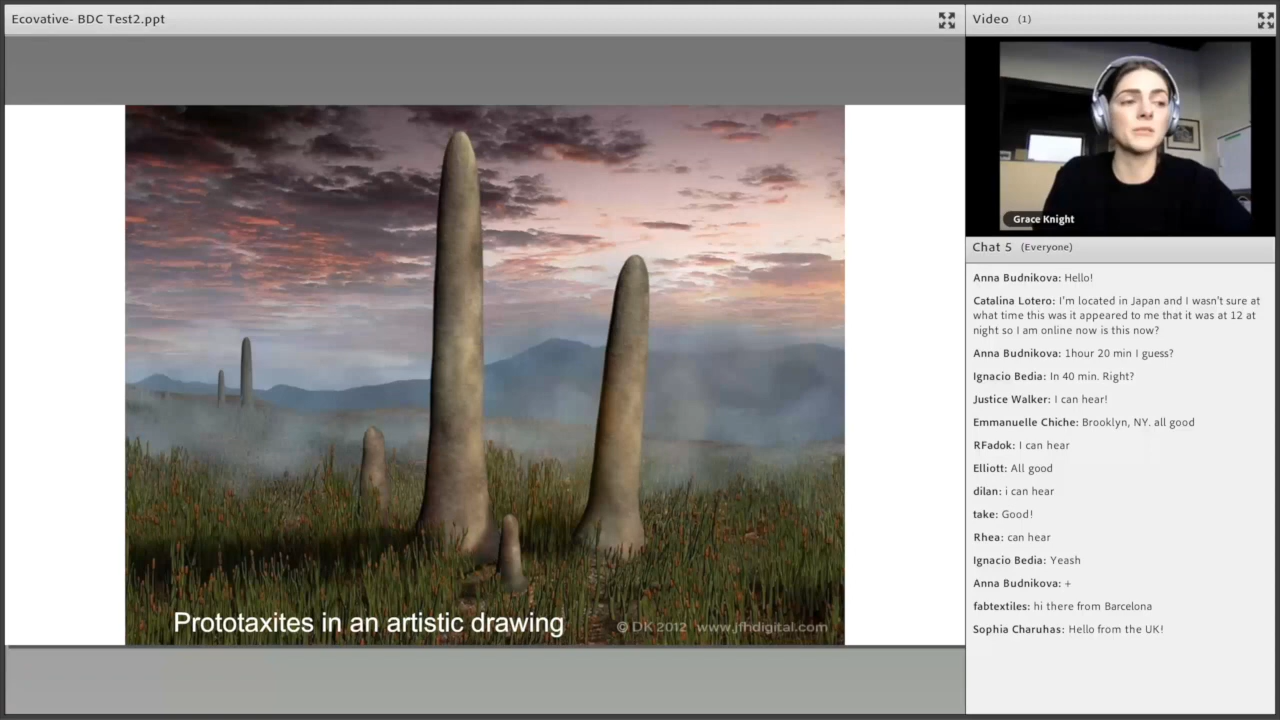 Ecovative- BDC Test2.ppt
Prototaxites in an artistic drawing
© DK 2012 www.jfhdigital.com
Video (1)
Grace Knight
Chat 5 (Everyone)
Anna Budnikova: Hello!
Catalina Lotero: I'm located in Japan and I wasn't sure at
what time this was it appeared to me that it was at 12 at
night so I am online now is this now?
Anna Budnikova: 1hour 20 min I guess?
Ignacio Bedia: In 40 min. Right?
Justice Walker: I can hear!
Emmanuelle Chiche: Brooklyn, NY. all good
RFadok: I can hear
Elliott: All good
dilan: i can hear
take: Good!
Rhea: can hear
Ignacio Bedia: Yeash
Anna Budnikova: +
fabtextiles: hi there from Barcelona
Sophia Charuhas: Hello from the UK!